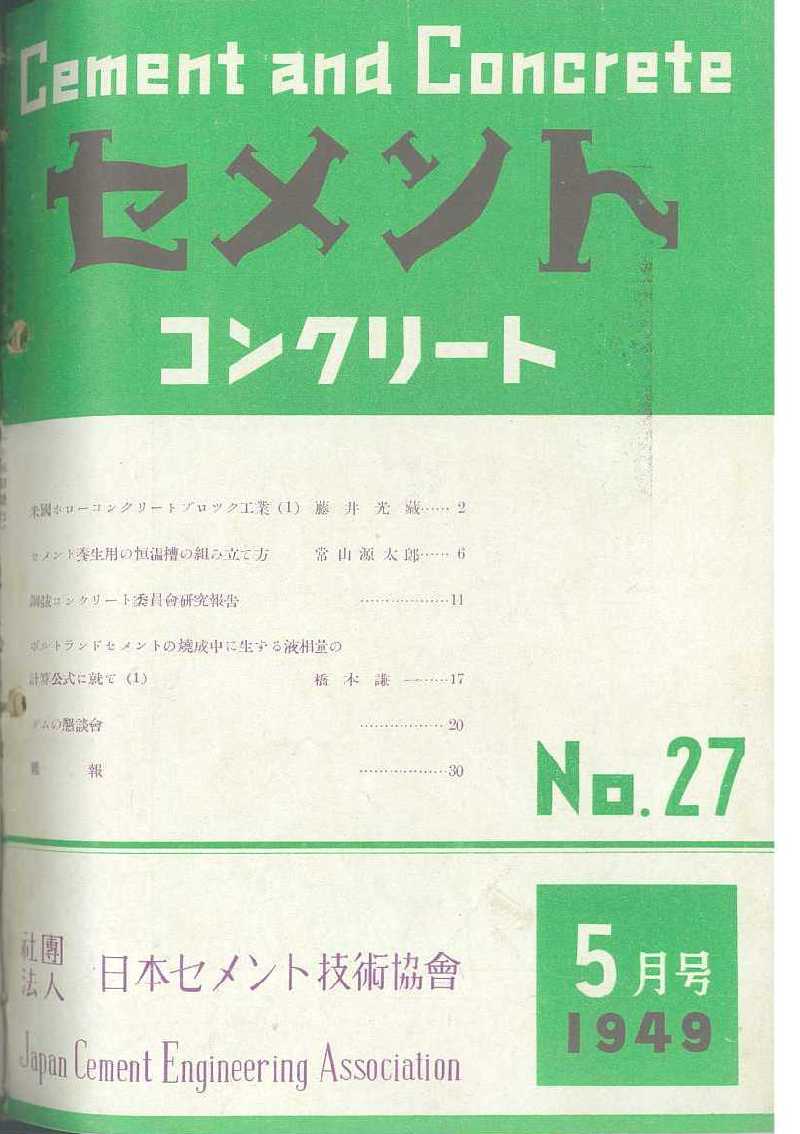 Cement and Concrete
セメント
コンクリート
米國ホローコンクリートブロック工業(1) 藤井光蔵……2
セメント養生用の恒温槽の組み立て方 常山源太郎……6
鋼弦コンクリート委員會研究報告 ………………11
ポルトランドセメントの燒成中に生ずる液相量の
計算公式に就て(1) 橋本謙一……17
ダムの懇談會 ………………20
雜報 ………………30
No.27
社團
法人 日本セメント技術協會
Japan Cement Engineering Association
5月号
1949